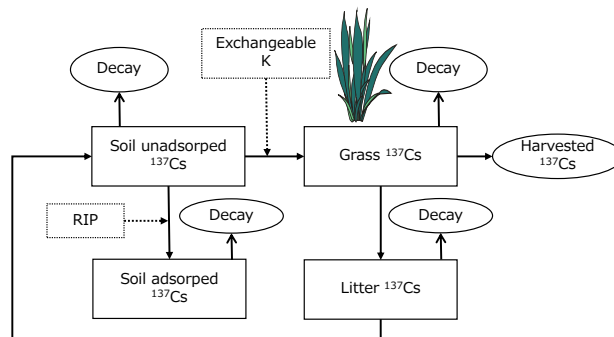 Exchangeable
K
Decay
Decay
Soil unadsorped
¹³⁷Cs
Grass ¹³⁷Cs
Harvested
¹³⁷Cs
RIP
Decay
Decay
Soil adsorped
¹³⁷Cs
Litter ¹³⁷Cs